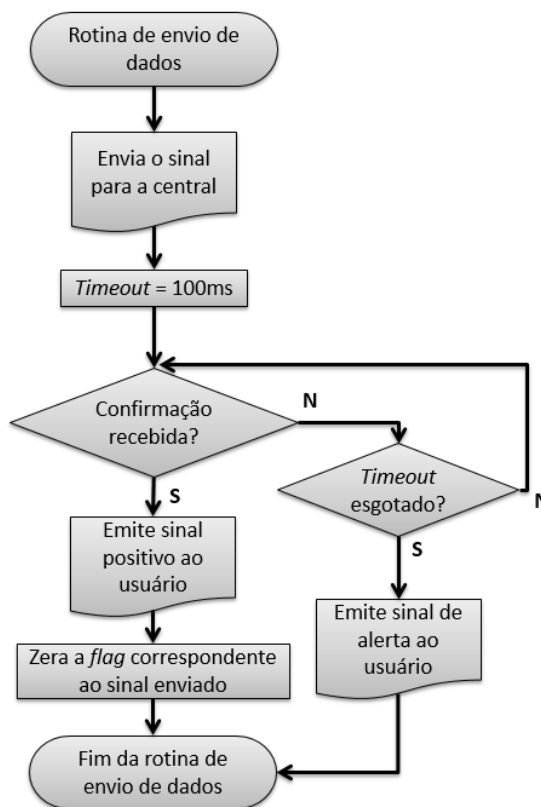 Rotina de envio de
dados
Envia o sinal
para a central
Timeout = 100ms
Confirmação
recebida?
N
Timeout
esgotado?
N
S
Emite sinal
positivo ao
usuário
S
Emite sinal de
alerta ao
usuário
Zera a flag correspondente
ao sinal enviado
Fim da rotina de
envio de dados